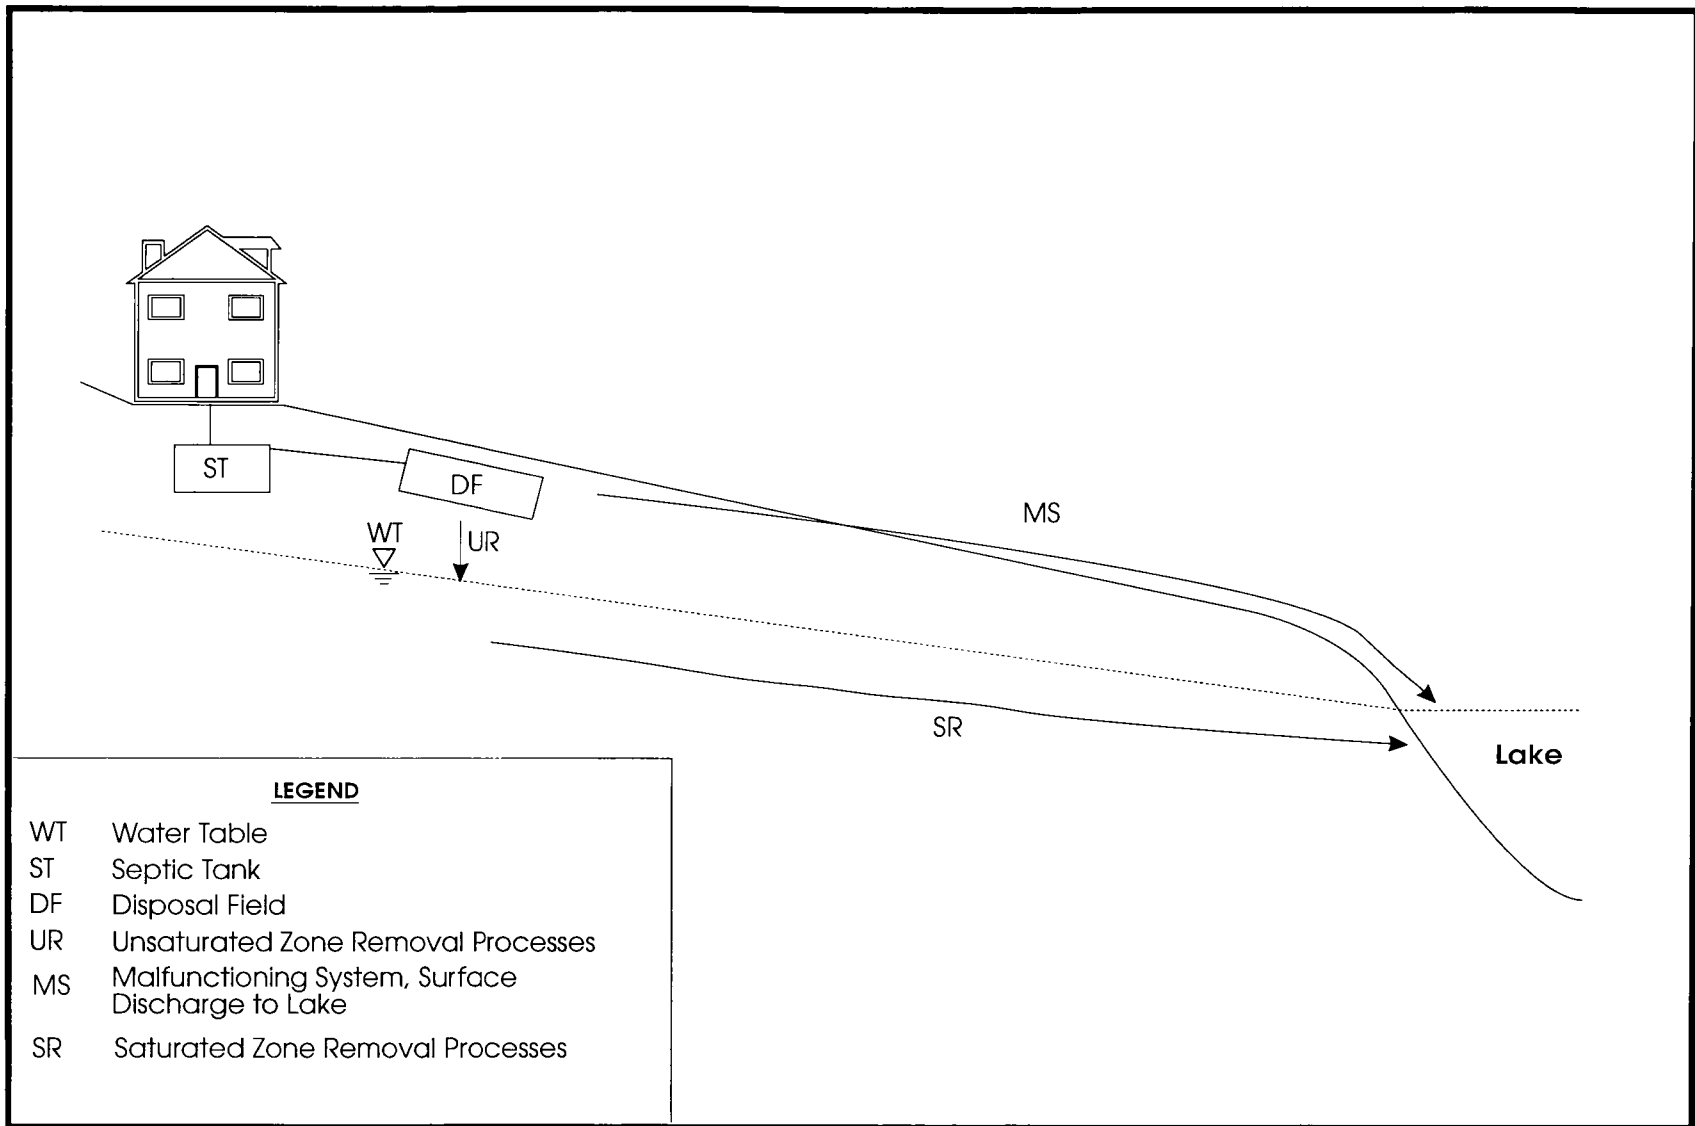 ST
DF
WT
UR
MS
SR
Lake
LEGEND
WT Water Table
ST Septic Tank
DF Disposal Field
UR Unsaturated Zone Removal Processes
MS Malfunctioning System, Surface
Discharge to Lake
SR Saturated Zone Removal Processes